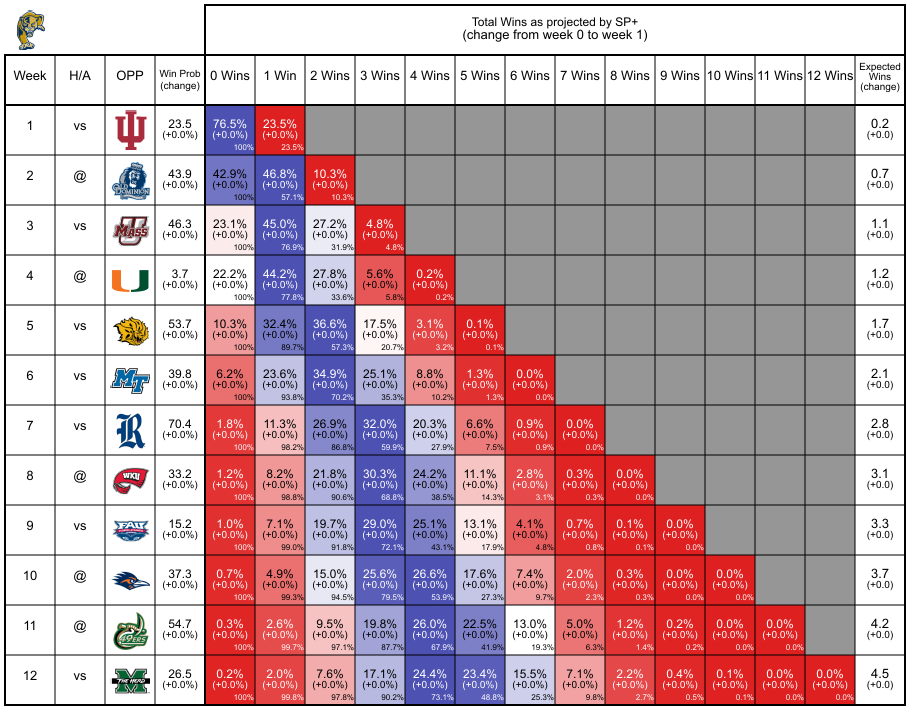 Total Wins as projected by SP+
(change from week 0 to week 1)
Week H/A OPP Win Prob (change) 0 Wins 1 Win 2 Wins 3 Wins 4 Wins 5 Wins 6 Wins 7 Wins 8 Wins 9 Wins 10 Wins 11 Wins 12 Wins Expected Wins (change)
1 vs 23.5 76.5% 23.5% 0.2
(+0.0%) (+0.0%) (+0.0%) (+0.0)
100% 23.5%
2 @ OLD DOMINION 43.9 42.9% 46.8% 10.3% 0.7
(+0.0%) (+0.0%) (+0.0%) (+0.0%) (+0.0)
100% 57.1% 10.3%
3 vs MASS 46.3 23.1% 45.0% 27.2% 4.8% 1.1
(+0.0%) (+0.0%) (+0.0%) (+0.0%) (+0.0%) (+0.0)
100% 76.9% 31.9% 4.8%
4 @ U 3.7 22.2% 44.2% 27.8% 5.6% 0.2% 1.2
(+0.0%) (+0.0%) (+0.0%) (+0.0%) (+0.0%) (+0.0%) (+0.0)
100% 77.8% 33.6% 5.8% 0.2%
5 vs 53.7 10.3% 32.4% 36.6% 17.5% 3.1% 0.1% 1.7
(+0.0%) (+0.0%) (+0.0%) (+0.0%) (+0.0%) (+0.0%) (+0.0%) (+0.0)
100% 89.7% 57.3% 20.7% 3.2% 0.1%
6 vs MT 39.8 6.2% 23.6% 34.9% 25.1% 8.8% 1.3% 0.0% 2.1
(+0.0%) (+0.0%) (+0.0%) (+0.0%) (+0.0%) (+0.0%) (+0.0%) (+0.0%) (+0.0)
100% 93.8% 70.2% 35.3% 10.2% 1.3% 0.0%
7 vs R 70.4 1.8% 11.3% 26.9% 32.0% 20.3% 6.6% 0.9% 0.0% 2.8
(+0.0%) (+0.0%) (+0.0%) (+0.0%) (+0.0%) (+0.0%) (+0.0%) (+0.0%) (+0.0%) (+0.0)
100% 98.2% 86.8% 59.9% 27.9% 7.5% 0.9% 0.0%
8 @ WKU 33.2 1.2% 8.2% 21.8% 30.3% 24.2% 11.1% 2.8% 0.3% 0.0% 3.1
(+0.0%) (+0.0%) (+0.0%) (+0.0%) (+0.0%) (+0.0%) (+0.0%) (+0.0%) (+0.0%) (+0.0%) (+0.0)
100% 98.8% 90.6% 68.8% 38.5% 14.3% 3.1% 0.3% 0.0%
9 vs FAU 15.2 1.0% 7.1% 19.7% 29.0% 25.1% 13.1% 4.1% 0.7% 0.1% 0.0% 3.3
(+0.0%) (+0.0%) (+0.0%) (+0.0%) (+0.0%) (+0.0%) (+0.0%) (+0.0%) (+0.0%) (+0.0%) (+0.0%) (+0.0)
100% 99.0% 91.8% 72.1% 43.1% 17.9% 4.8% 0.8% 0.1% 0.0%
10 @ 37.3 0.7% 4.9% 15.0% 25.6% 26.6% 17.6% 7.4% 2.0% 0.3% 0.0% 0.0% 3.7
(+0.0%) (+0.0%) (+0.0%) (+0.0%) (+0.0%) (+0.0%) (+0.0%) (+0.0%) (+0.0%) (+0.0%) (+0.0%) (+0.0%) (+0.0)
100% 99.3% 94.5% 79.5% 53.9% 27.3% 9.7% 2.3% 0.3% 0.0% 0.0%
11 @ 54.7 0.3% 2.6% 9.5% 19.8% 26.0% 22.5% 13.0% 5.0% 1.2% 0.2% 0.0% 0.0% 4.2
(+0.0%) (+0.0%) (+0.0%) (+0.0%) (+0.0%) (+0.0%) (+0.0%) (+0.0%) (+0.0%) (+0.0%) (+0.0%) (+0.0%) (+0.0%) (+0.0)
100% 99.7% 97.1% 87.7% 67.9% 41.9% 19.3% 6.3% 1.4% 0.2% 0.0% 0.0%
12 vs THE HERD M 26.5 0.2% 2.0% 7.6% 17.1% 24.4% 23.4% 15.5% 7.1% 2.2% 0.4% 0.1% 0.0% 0.0% 4.5
(+0.0%) (+0.0%) (+0.0%) (+0.0%) (+0.0%) (+0.0%) (+0.0%) (+0.0%) (+0.0%) (+0.0%) (+0.0%) (+0.0%) (+0.0%) (+0.0%) (+0.0)
100% 99.8% 97.8% 90.2% 73.1% 48.8% 25.3% 9.8% 2.7% 0.5% 0.1% 0.0% 0.0%